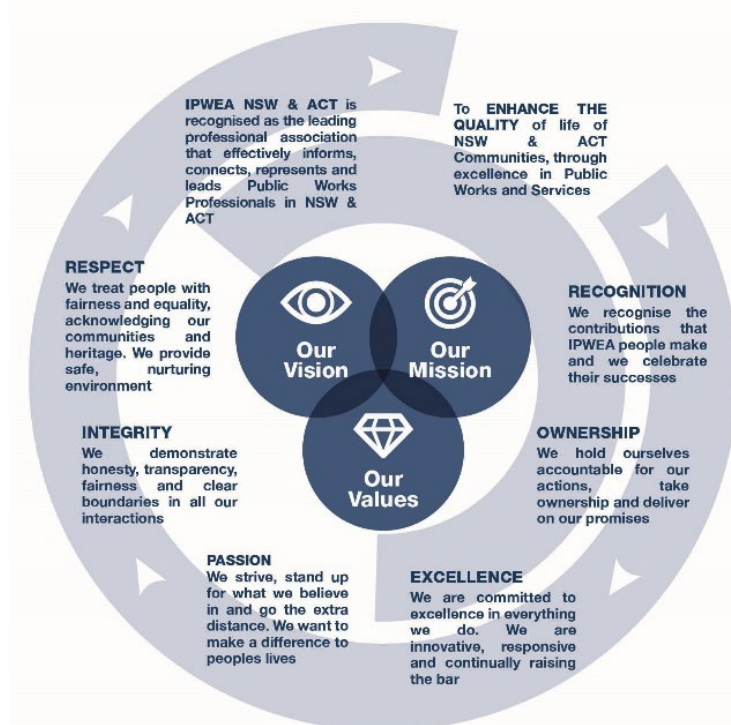 IPWEA NSW & ACT is
recognised as the leading
professional association
that effectively informs,
connects, represents and
leads Public Works
Professionals in NSW &
ACT
To ENHANCE THE
QUALITY of life of
NSW & ACT
Communities, through
excellence in Public
Works and Services
RESPECT
We treat people with
fairness and equality,
acknowledging our
communities and
heritage. We provide
safe, nurturing
environment
Our
Vision
Our
Mission
RECOGNITION
We recognise the
contributions that
IPWEA people make
and we celebrate
their successes
INTEGRITY
We demonstrate
honesty, transparency,
fairness and clear
boundaries in all our
interactions
Our
Values
OWNERSHIP
We hold ourselves
accountable for our
actions, take
ownership and deliver
on our promises
PASSION
We strive, stand up
for what we believe
in and go the extra
distance. We want to
make a difference to
peoples lives
EXCELLENCE
We are committed to
excellence in everything
we do. We are
innovative, responsive
and continually raising
the bar